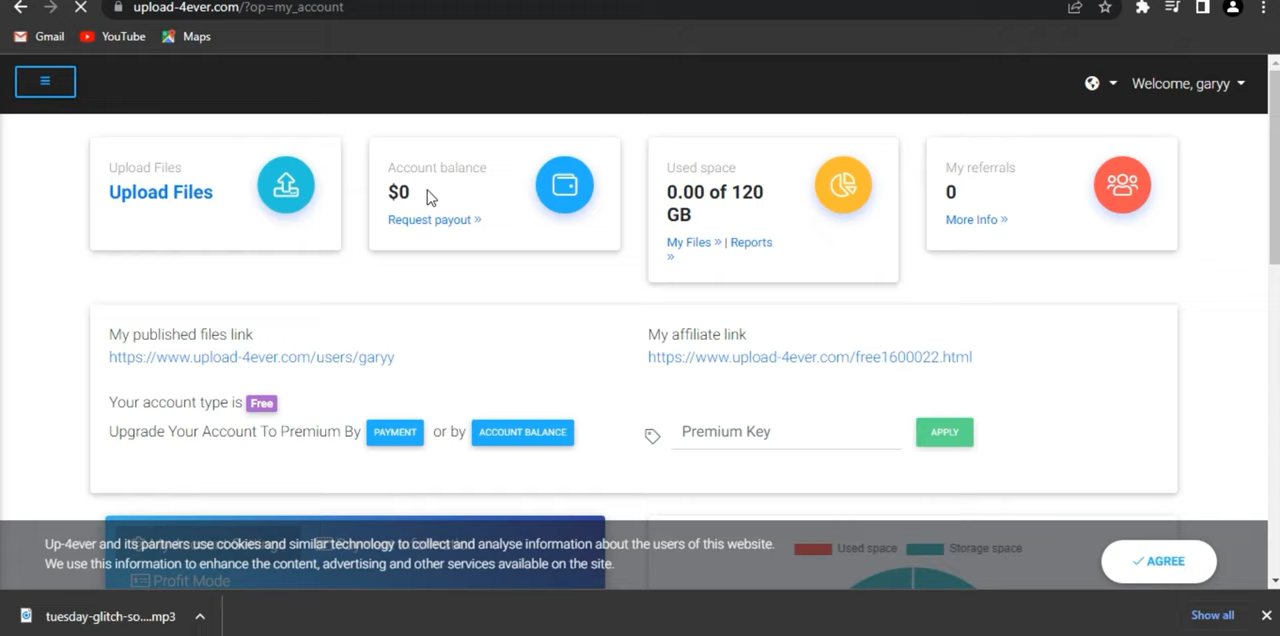 upload-4ever.com/?op=my_account
Gmail YouTube Maps
Welcome, garyy
Upload Files
Upload Files
Account balance
$0
Request payout »
Used space
0.00 of 120
GB
My Files » | Reports
»
My referrals
0
More Info »
My published files link
https://www.upload-4ever.com/users/garyy
My affiliate link
https://www.upload-4ever.com/free1600022.html
Your account type is Free
Upgrade Your Account To Premium By PAYMENT or by ACCOUNT BALANCE
Premium Key APPLY
Up-4ever and its partners use cookies and similar technology to collect and analyse information about the users of this website.
We use this information to enhance the content, advertising and other services available on the site.
AGREE
Profit Mode
Used space Storage space
tuesday-glitch-so....mp3
Show all